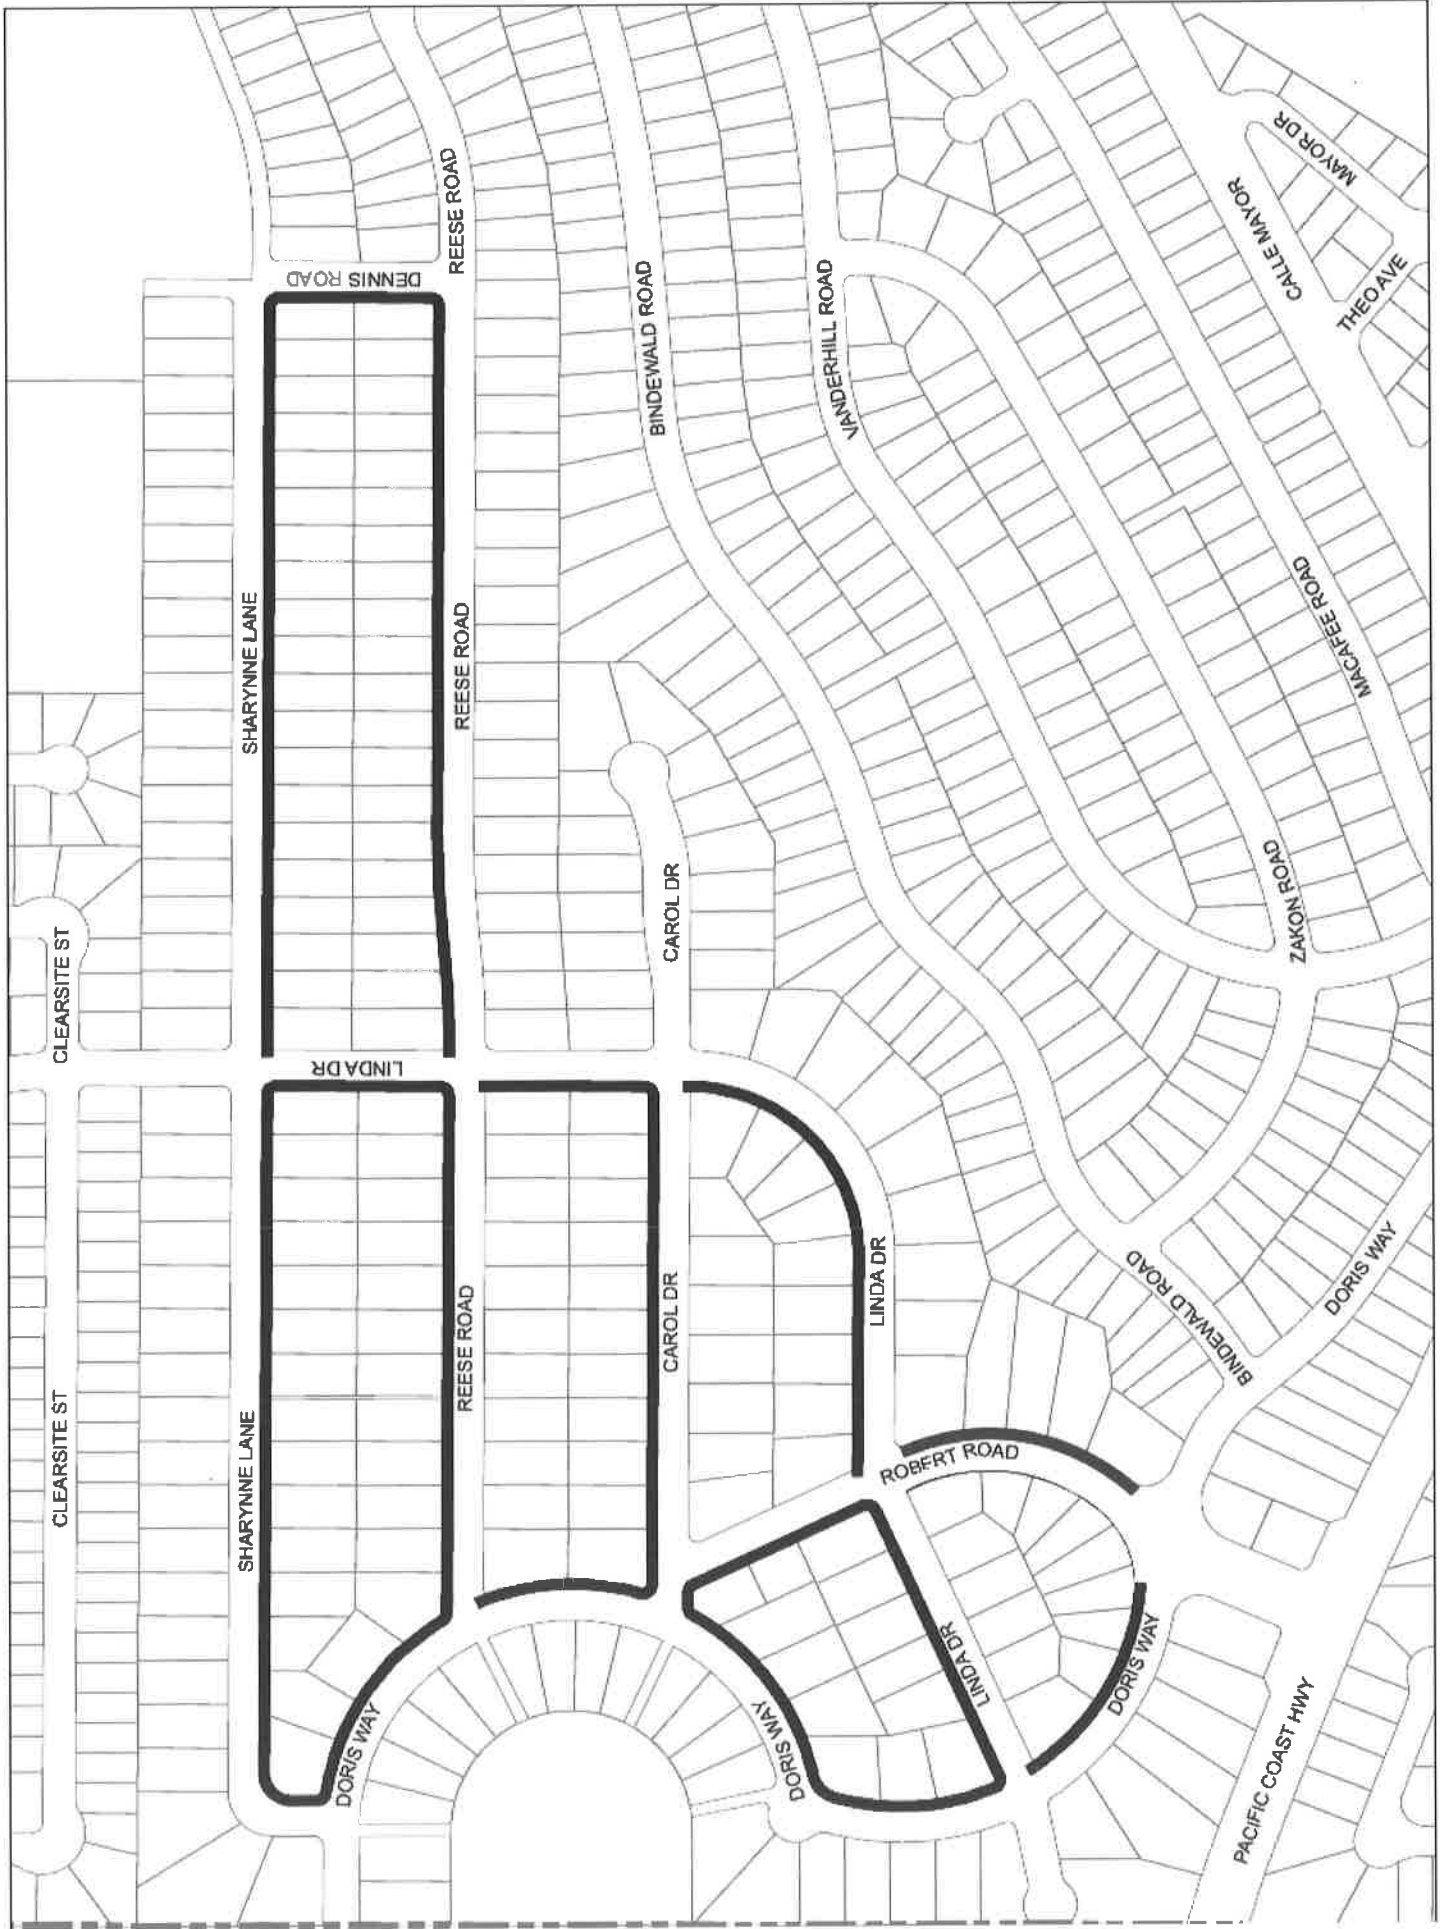 MAYOR DR
CALLE MAYOR
THEO AVE
REESE ROAD
DENNIS ROAD
BINDEWALD ROAD
VANDERHILL ROAD
SHARYNNE LANE
REESE ROAD
MACAFEE ROAD
CAROL DR
ZAKON ROAD
CLEARSITE ST
LINDA DR
LINDA DR
REESE ROAD
CAROL DR
BINDEWALD ROAD
DORIS WAY
CLEARSITE ST
SHARYNNE LANE
ROBERT ROAD
LINDA DR
DORIS WAY
DORIS WAY
DORIS WAY
PACIFIC COAST HWY